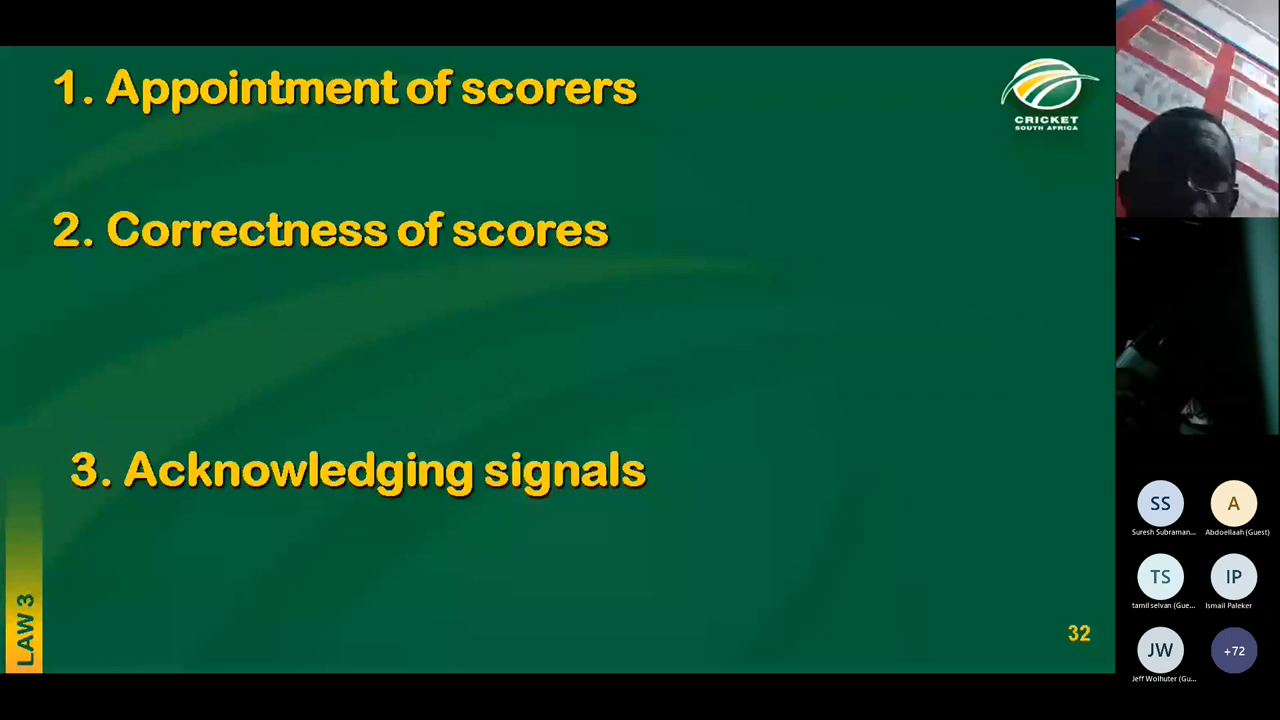 1. Appointment of scorers
CRICKET
SOUTH AFRICA
2. Correctness of scores
3. Acknowledging signals
LAW 3
32
SS
A
Suresh Subraman...
Abdoellaah (Guest)
TS
IP
tamil selvan (Gue...
Ismail Paleker
JW
+72
Jeff Wolhuter (Gu...